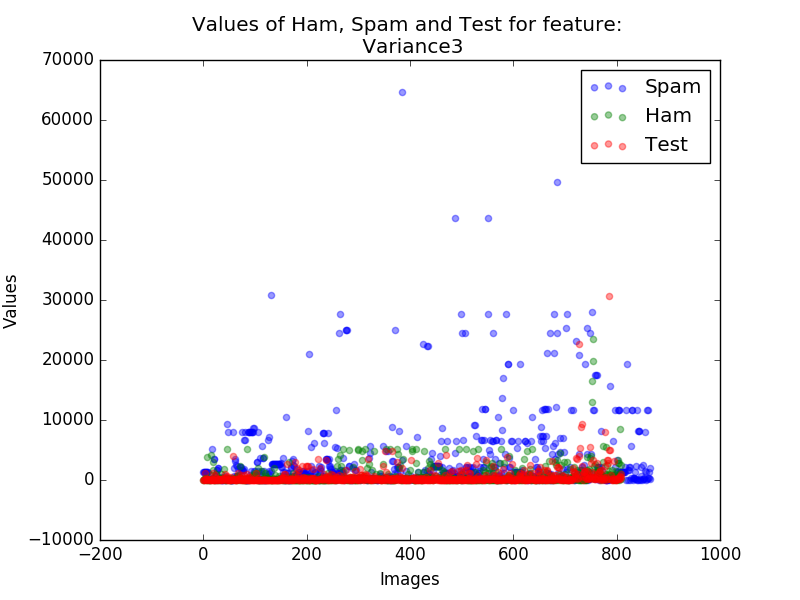 Values of Ham, Spam and Test for feature:
Variance3
70000
60000
50000
40000
30000
20000
10000
0
−10000
−200
0
200
400
600
800
1000
Values
Images
Spam
Ham
Test